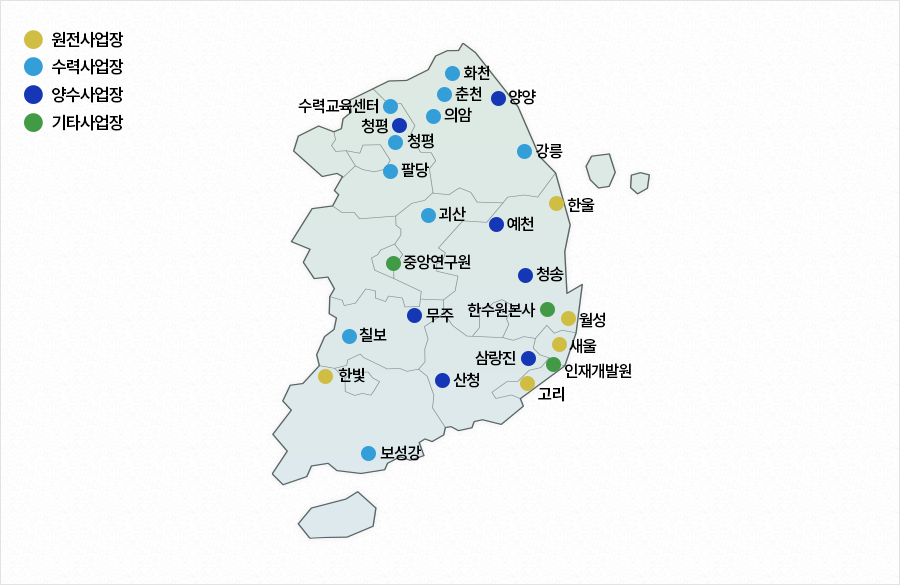 원전사업장
수력사업장
양수사업장
기타사업장
화천
춘천
양양
수력교육센터
의암
청평
청평
강릉
팔당
한울
괴산
예천
중앙연구원
청송
한수원본사
무주
월성
칠보
새울
삼랑진
인재개발원
한빛
산청
고리
보성강